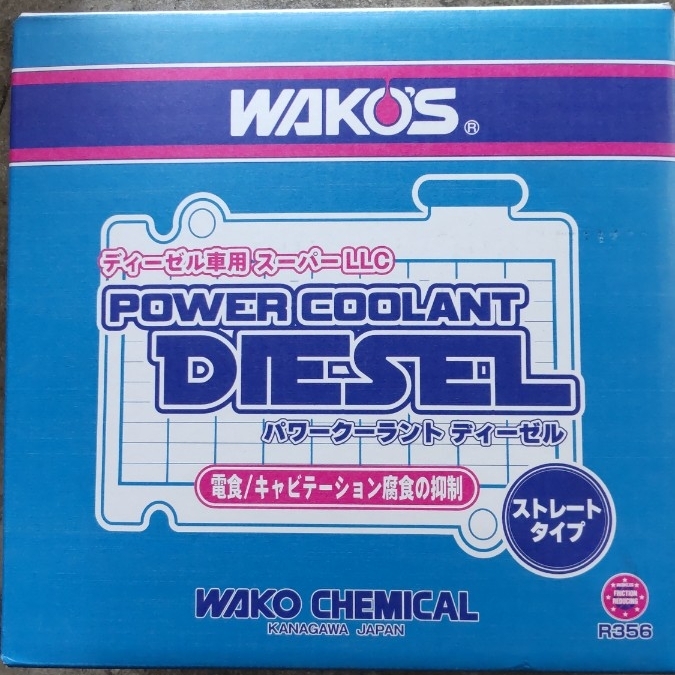 WAKO'S®
ディーゼル車用 スーパーLLC
POWER COOLANT
DIESEL
パワークーラント ディーゼル
電食/キャビテーション腐食の抑制
ストレート
タイプ
WAKO CHEMICAL
KANAGAWA JAPAN
FRICTION
REDUCING
R356